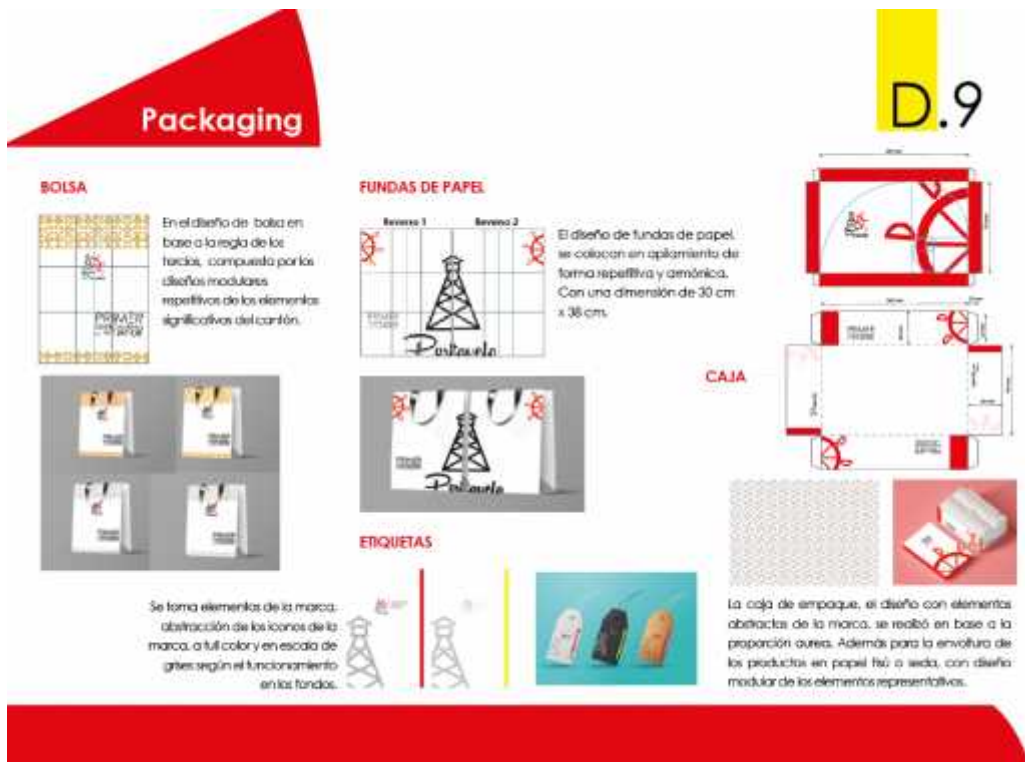 Packaging
D.9
BOLSA
En el diseño de bolsa en
base a la regla de los
tercios, compuesta por los
diseños modulares
repetitivos de los elementos
significativos del cantón.
FUNDAS DE PAPEL
Reverso 1 Reverso 2
PRIMER
Portovelo
El diseño de fundas de papel,
se colocan en apilamiento de
forma repetitiva y armónica.
Con una dimensión de 30 cm
x 38 cm.
Portovelo
CAJA
ETIQUETAS
Se toma elementos de la marca,
abstracción de los iconos de la
marca, a full color y en escala de
grises según el funcionamiento
en los fondos.
La caja de empaque, el diseño con elementos
abstractos de la marca, se realizó en base a la
proporción aurea. Además para la envoltura de
los productos en papel tisú o seda, con diseño
modular de los elementos representativos.